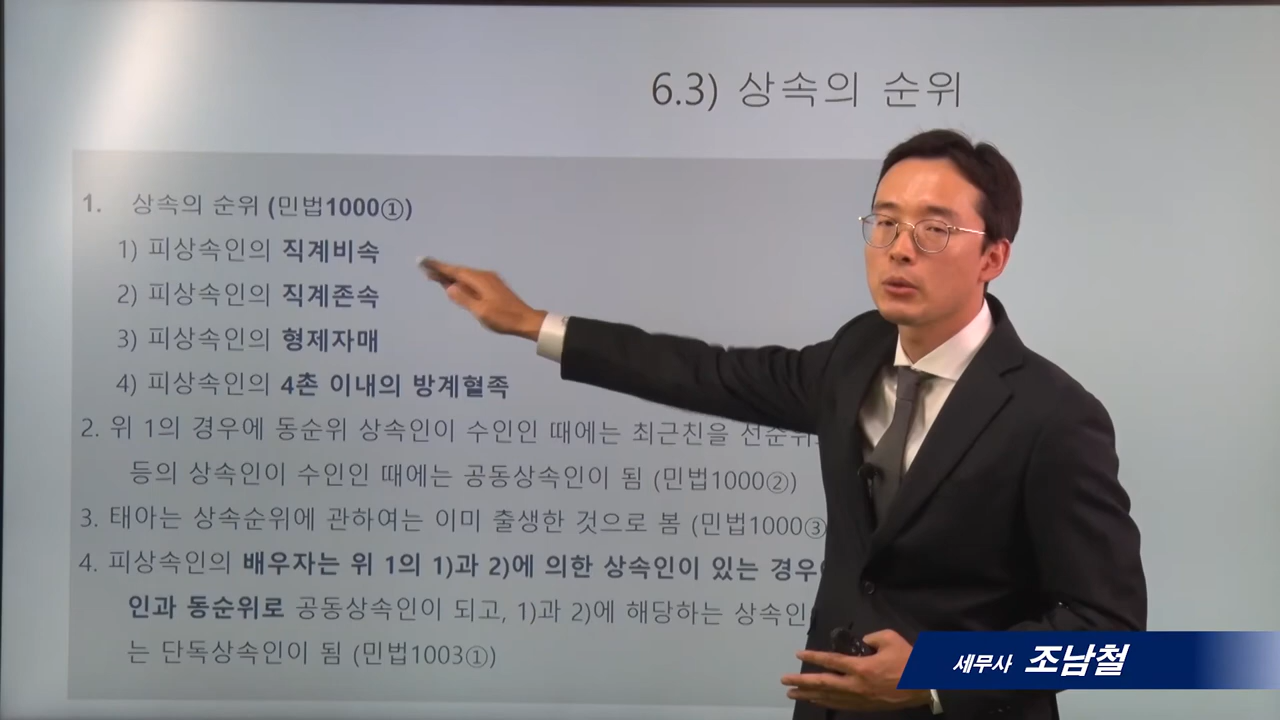 6.3) 상속의 순위
1. 상속의 순위 (민법1000①)
1) 피상속인의 직계비속
2) 피상속인의 직계존속
3) 피상속인의 형제자매
4) 피상속인의 4촌 이내의 방계혈족
2. 위 1의 경우에 동순위 상속인이 수인인 때에는 최근친을 선순위
등의 상속인이 수인인 때에는 공동상속인이 됨 (민법1000②)
3. 태아는 상속순위에 관하여는 이미 출생한 것으로 봄 (민법1000③)
4. 피상속인의 배우자는 위 1의 1)과 2)에 의한 상속인이 있는 경우
인과 동순위로 공동상속인이 되고, 1)과 2)에 해당하는 상속인
는 단독상속인이 됨 (민법1003①)
세무사 조남철